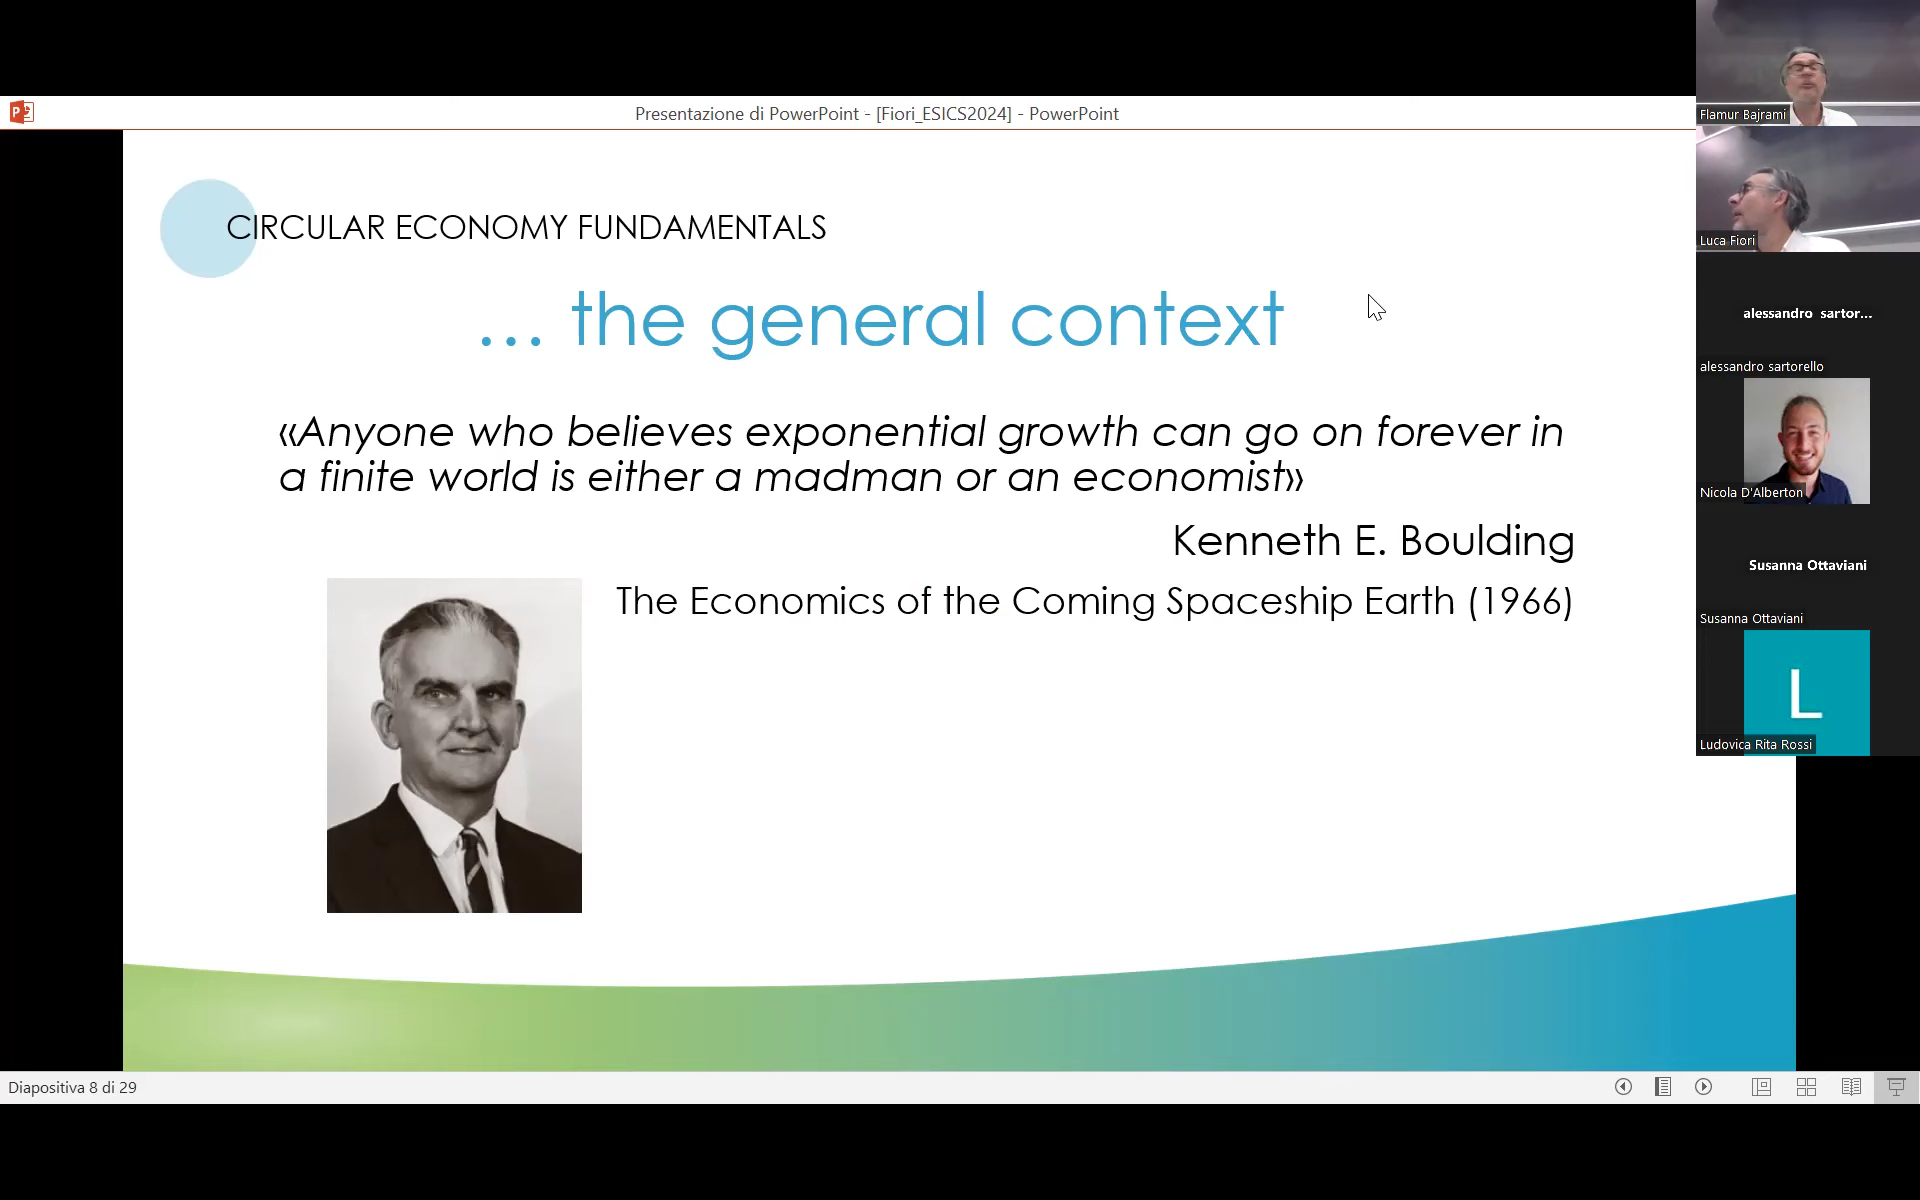 Presentazione di PowerPoint - [Fiori_ESICS2024] - PowerPoint
CIRCULAR ECONOMY FUNDAMENTALS
... the general context
«Anyone who believes exponential growth can go on forever in
a finite world is either a madman or an economist»
Kenneth E. Boulding
The Economics of the Coming Spaceship Earth (1966)
Diapositiva 8 di 29
Flamur Bajrami
Luca Fiori
alessandro sartor...
alessandro sartorello
Nicola D'Alberton
Susanna Ottaviani
Susanna Ottaviani
L
Ludovica Rita Rossi